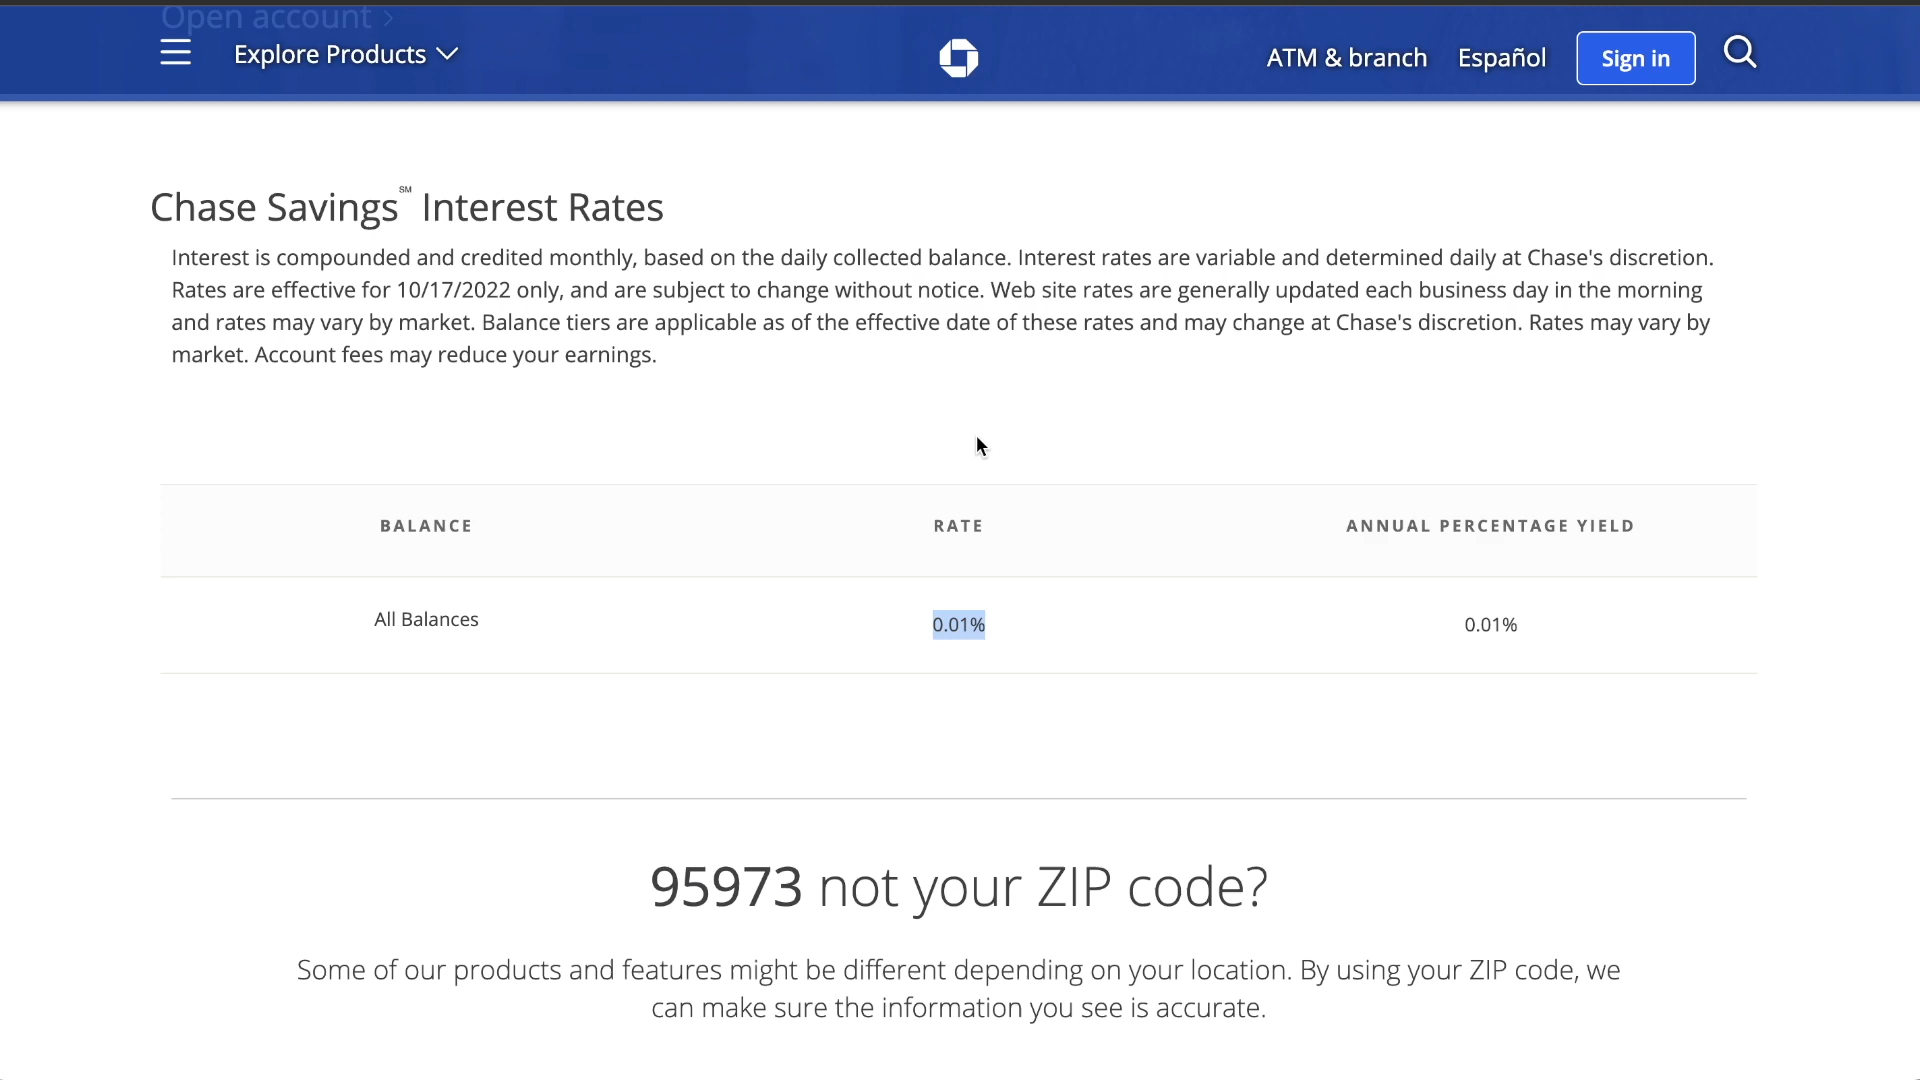 Open account >
Explore Products
ATM & branch
Español
Sign in
Chase Savings℠ Interest Rates
Interest is compounded and credited monthly, based on the daily collected balance. Interest rates are variable and determined daily at Chase's discretion.
Rates are effective for 10/17/2022 only, and are subject to change without notice. Web site rates are generally updated each business day in the morning
and rates may vary by market. Balance tiers are applicable as of the effective date of these rates and may change at Chase's discretion. Rates may vary by
market. Account fees may reduce your earnings.
BALANCE RATE ANNUAL PERCENTAGE YIELD
All Balances 0.01% 0.01%
95973 not your ZIP code?
Some of our products and features might be different depending on your location. By using your ZIP code, we
can make sure the information you see is accurate.